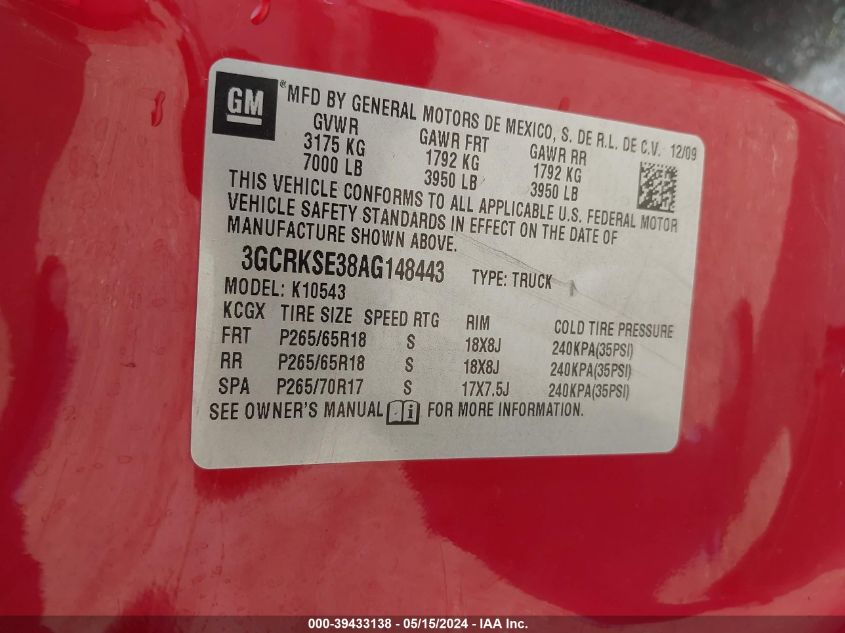 GM
®MFD BY GENERAL MOTORS DE MEXICO, S. DE R.L. DE C.V. 12/09
GVWR GAWR FRT GAWR RR
3175 KG 1792 KG 1792 KG
7000 LB 3950 LB 3950 LB
THIS VEHICLE CONFORMS TO ALL APPLICABLE U.S. FEDERAL MOTOR
VEHICLE SAFETY STANDARDS IN EFFECT ON THE DATE OF
MANUFACTURE SHOWN ABOVE.
3GCRKSE38AG148443 TYPE: TRUCK
MODEL: K10543
KCGX TIRE SIZE SPEED RTG RIM COLD TIRE PRESSURE
FRT P265/65R18 S 18X8J 240KPA(35PSI)
RR P265/65R18 S 18X8J 240KPA(35PSI)
SPA P265/70R17 S 17X7.5J 240KPA(35PSI)
SEE OWNER'S MANUAL i FOR MORE INFORMATION.
000-39433138 - 05/15/2024 - IAA Inc.